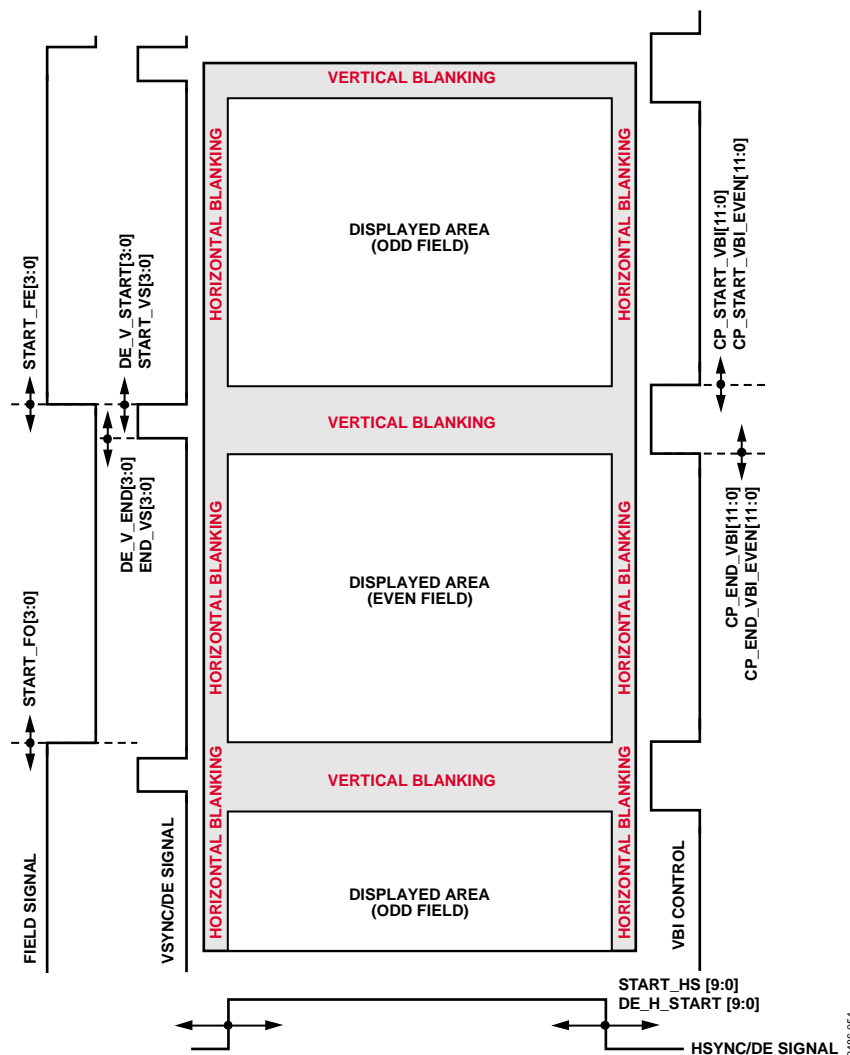 VERTICAL BLANKING
HORIZONTAL BLANKING
DISPLAYED AREA
(ODD FIELD)
HORIZONTAL BLANKING
START_FE[3:0]
DE_V_START[3:0]
START_VS[3:0]
CP_START_VBI[11:0]
CP_START_VBI_EVEN[11:0]
VERTICAL BLANKING
DE_V_END[3:0]
END_VS[3:0]
HORIZONTAL BLANKING
DISPLAYED AREA
(EVEN FIELD)
HORIZONTAL BLANKING
CP_END_VBI[11:0]
CP_END_VBI_EVEN[11:0]
START_FO[3:0]
VERTICAL BLANKING
FIELD SIGNAL
VSYNC/DE SIGNAL
HORIZONTAL BLANKING
DISPLAYED AREA
(ODD FIELD)
HORIZONTAL BLANKING
VBI CONTROL
START_HS [9:0]
DE_H_START [9:0]
HSYNC/DE SIGNAL